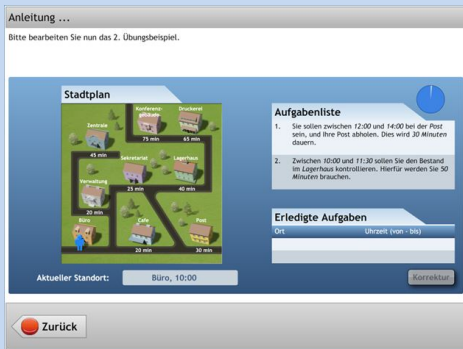 Anleitung ...
Bitte bearbeiten Sie nun das 2. Übungsbeispiel.
Stadtplan
Konferenz-
gebäude
Druckerei
Zentrale
75 min
65 min
45 min
Sekretariat
Lagerhaus
Verwaltung
25 min
40 min
20 min
Büro
Cafe
Post
20 min
30 min
Aktueller Standort:
Büro, 10:00
Aufgabenliste
1. Sie sollen zwischen 12:00 und 14:00 bei der Post
sein, und Ihre Post abholen. Dies wird 30 Minuten
dauern.
2. Zwischen 10:00 und 11:30 sollen Sie den Bestand
im Lagerhaus kontrollieren. Hierfür werden Sie 50
Minuten brauchen.
Erledigte Aufgaben
Ort Uhrzeit (von - bis)
Korrektur
Zurück